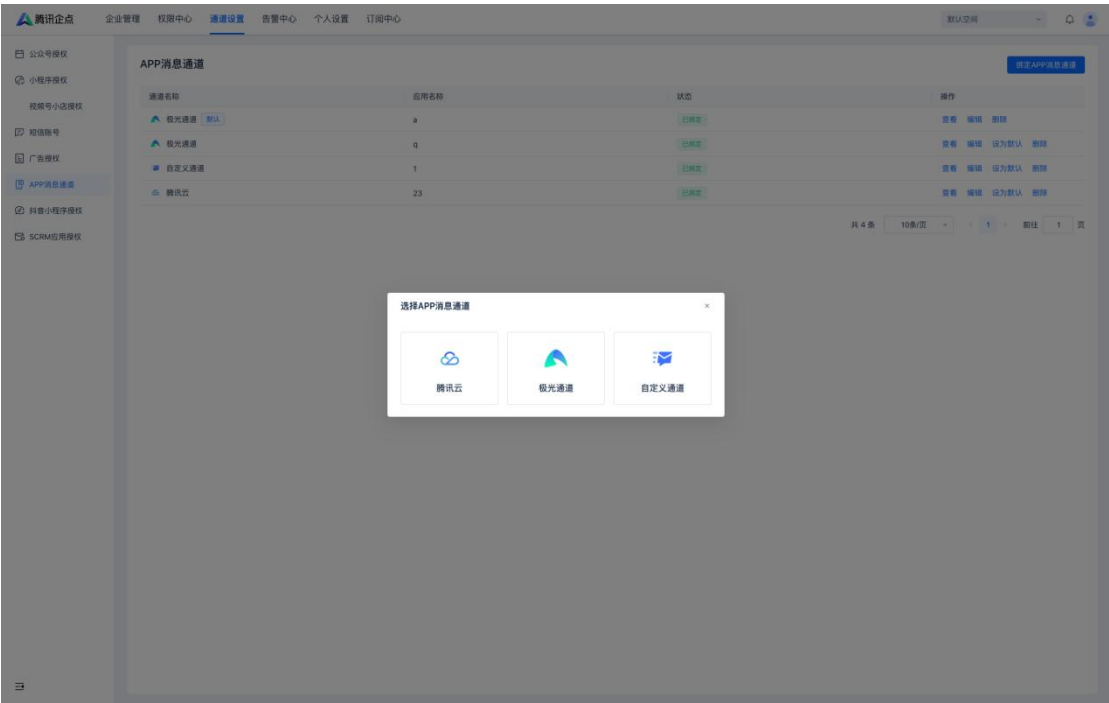 腾讯企点 企业管理 权限中心 通道设置 告警中心 个人设置 订阅中心 默认空间
公众号授权
小程序授权
视频号小店授权
短信账号
广告授权
APP消息通道
抖音小程序授权
SCRM应用授权
APP消息通道 绑定APP消息通道
通道名称 应用名称 状态 操作
极光通道 默认 a 已绑定 查看 编辑 删除
极光通道 q 已绑定 查看 编辑 设为默认 删除
自定义通道 1 已绑定 查看 编辑 设为默认 删除
腾讯云 23 已绑定 查看 编辑 设为默认 删除
共 4 条 10条/页 1 前往 1 页
选择APP消息通道
腾讯云 极光通道 自定义通道